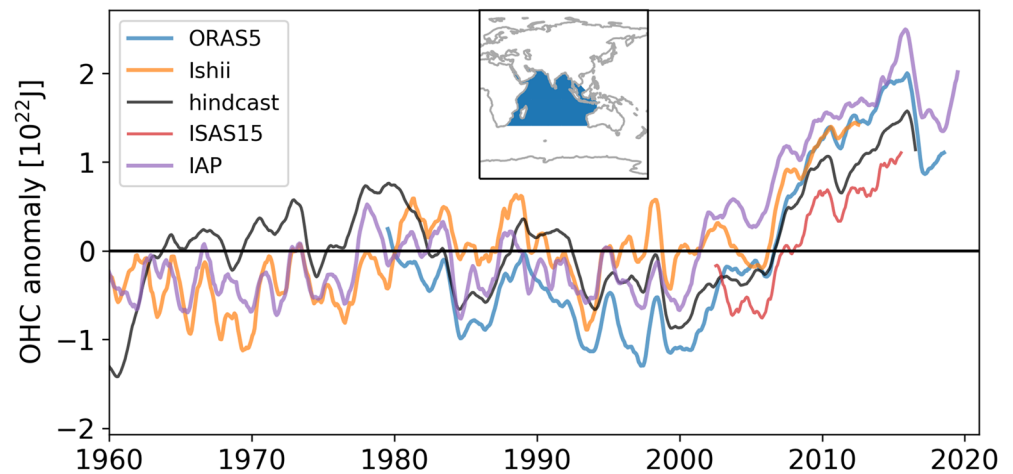 ORAS5
Ishii
hindcast
ISAS15
IAP
OHC anomaly [10²²J]
2
1
0
−1
−2
1960 1970 1980 1990 2000 2010 2020